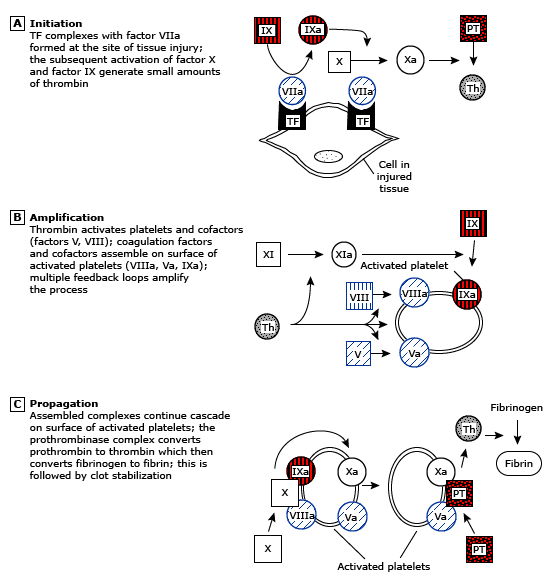 A Initiation
TF complexes with factor VIIa
formed at the site of tissue injury;
the subsequent activation of factor X
and factor IX generate small amounts
of thrombin
IX
IXa
PT
X
Xa
VIIa
VIIa
Th
TF
TF
Cell in
injured
tissue
B Amplification
Thrombin activates platelets and cofactors
(factors V, VIII); coagulation factors
and cofactors assemble on surface of
activated platelets (VIIIa, Va, IXa);
multiple feedback loops amplify
the process
IX
XI
XIa
Activated platelet
VIII
VIIIa
IXa
Th
V
Va
C Propagation
Assembled complexes continue cascade
on surface of activated platelets; the
prothrombinase complex converts
prothrombin to thrombin which then
converts fibrinogen to fibrin; this is
followed by clot stabilization
Fibrinogen
Th
Fibrin
IXa
Xa
Xa
X
PT
VIIIa
Va
Va
X
PT
Activated platelets